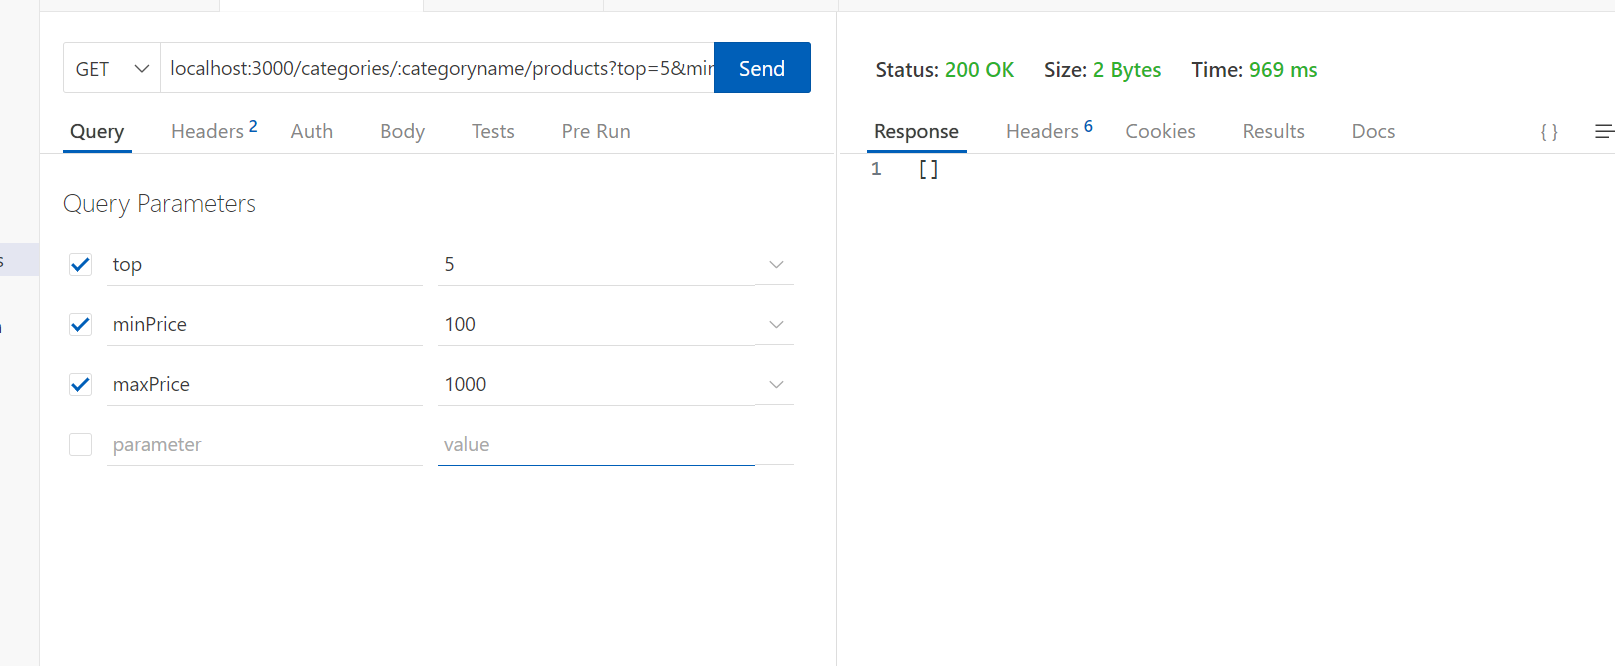 GET
localhost:3000/categories/:categoryname/products?top=5&min
Send
Query
Headers 2
Auth
Body
Tests
Pre Run
Query Parameters
top 5
minPrice 100
maxPrice 1000
parameter value
Status: 200 OK Size: 2 Bytes Time: 969 ms
Response
Headers 6
Cookies
Results
Docs
{ }
1 []